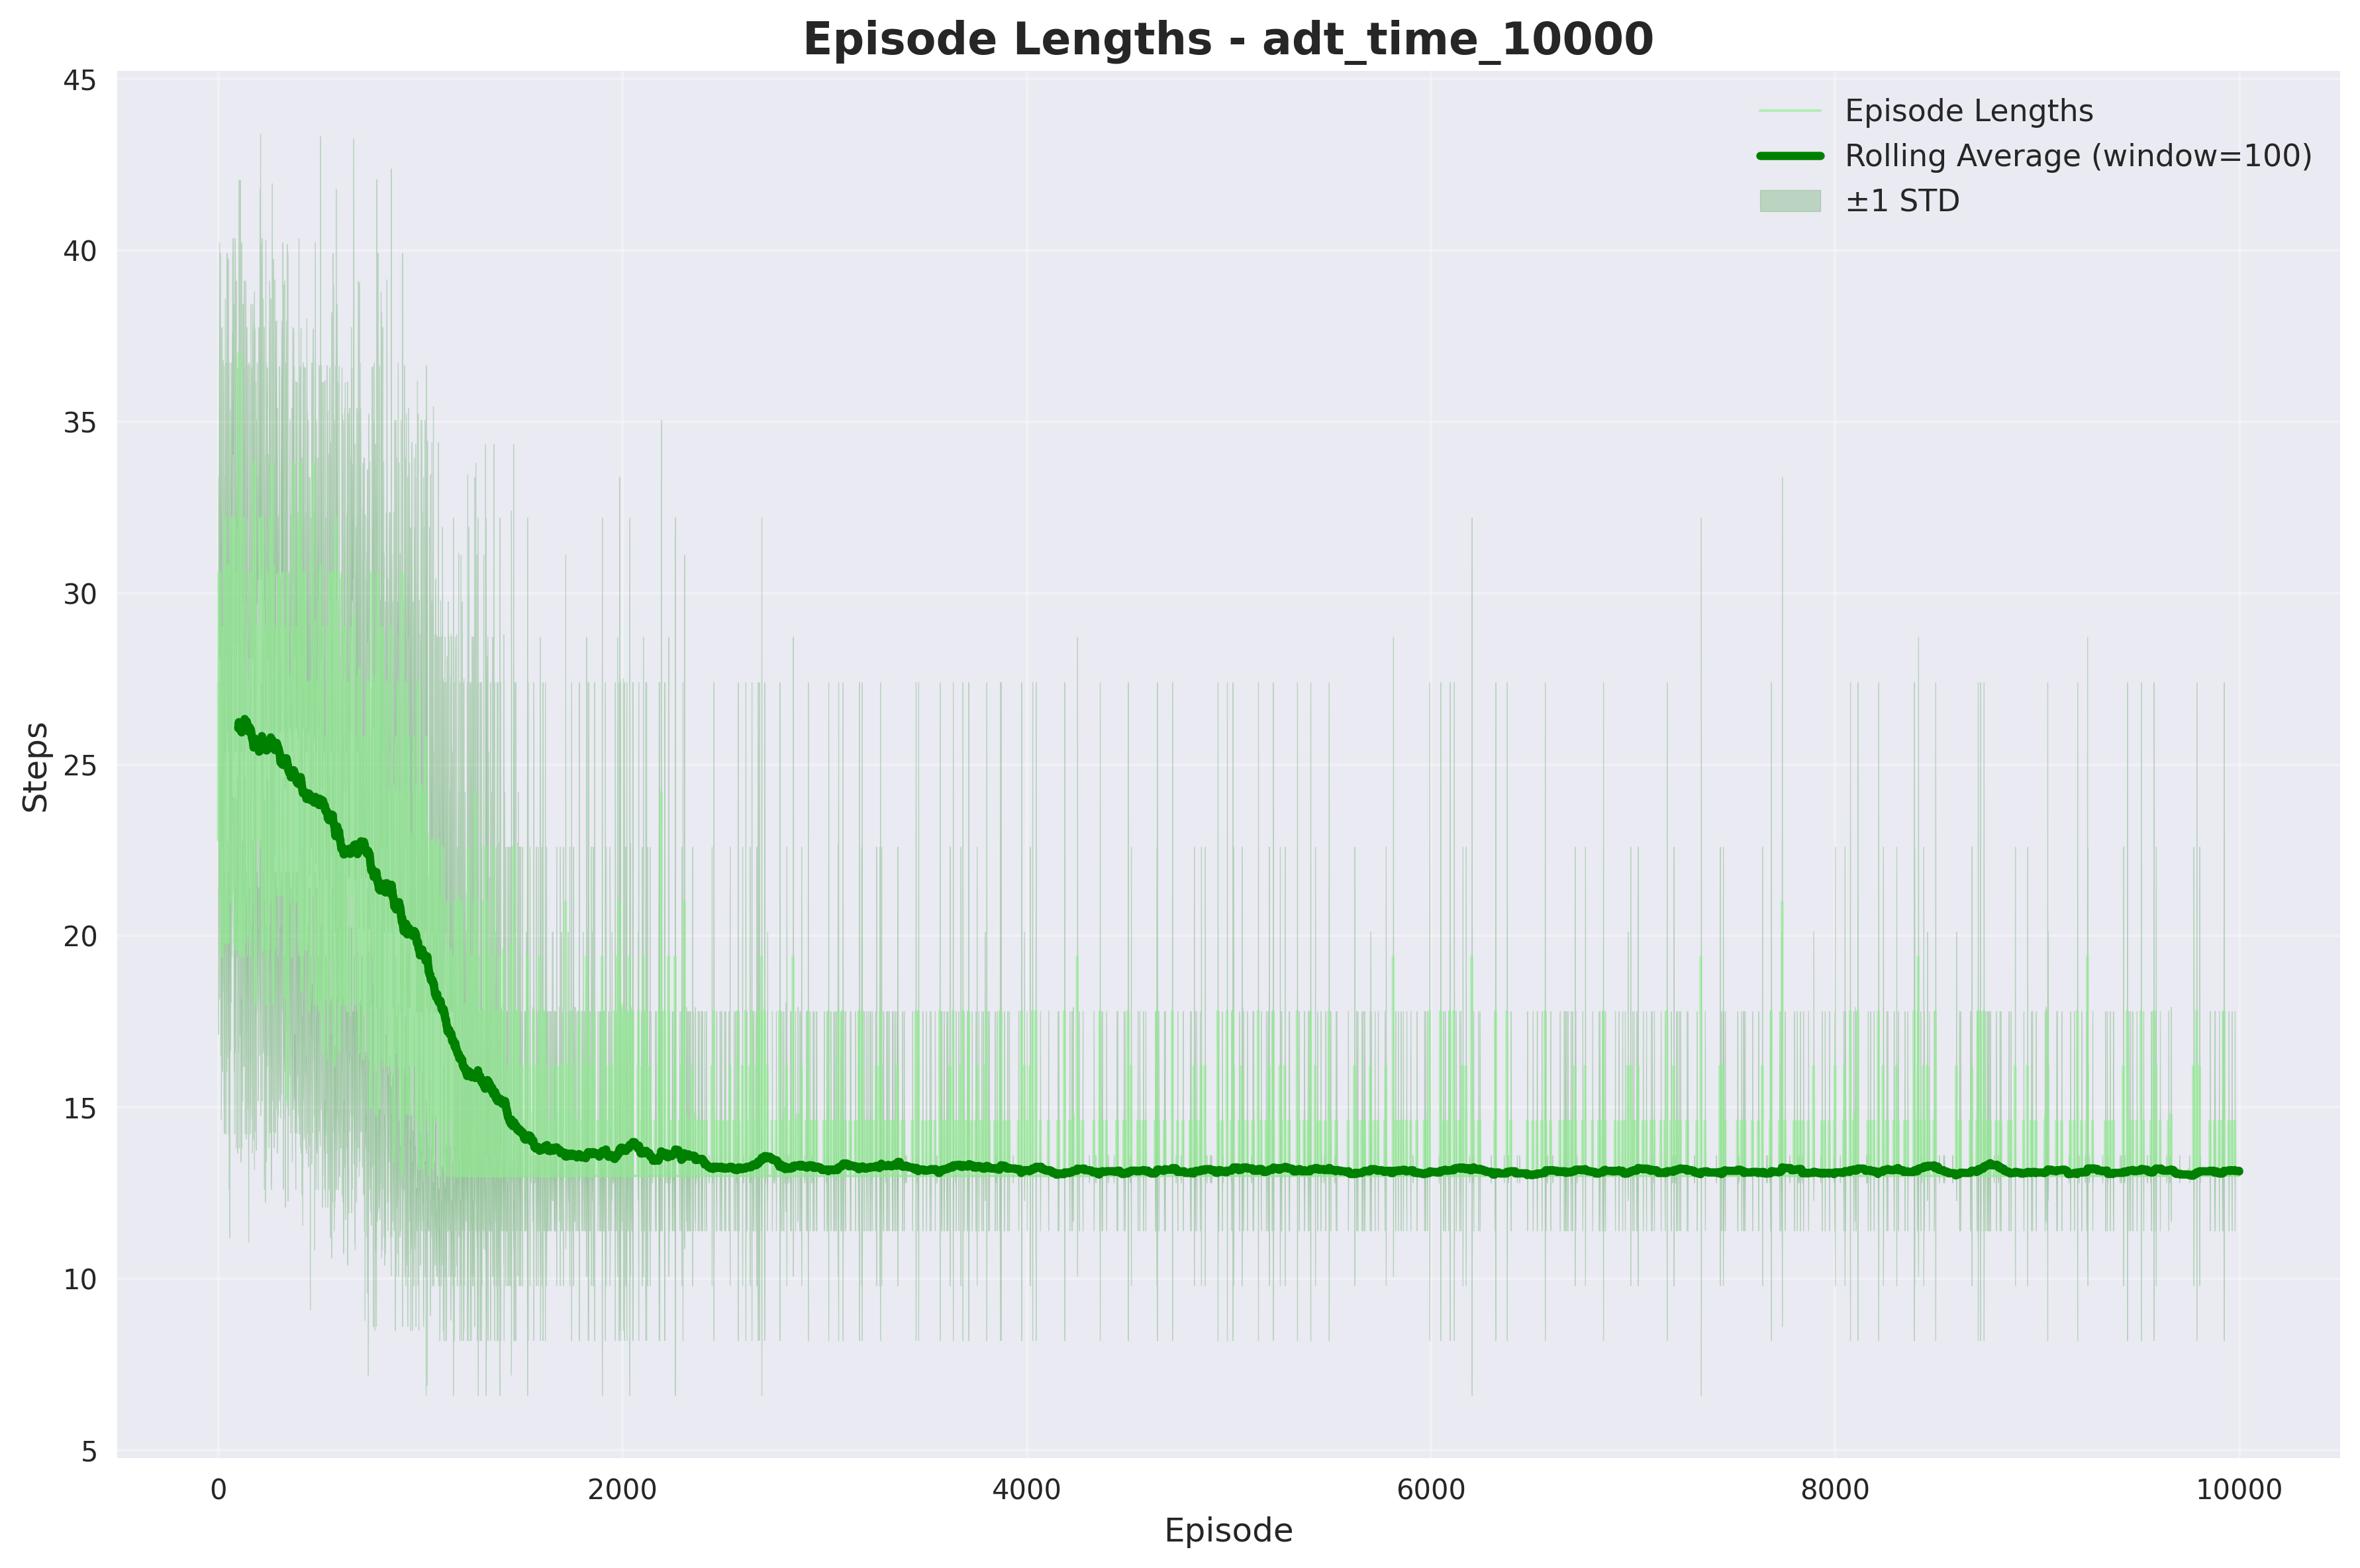 Episode Lengths - adt_time_10000
Episode Lengths
Rolling Average (window=100)
±1 STD
45
40
35
30
25
20
15
10
5
Steps
0
2000
4000
6000
8000
10000
Episode